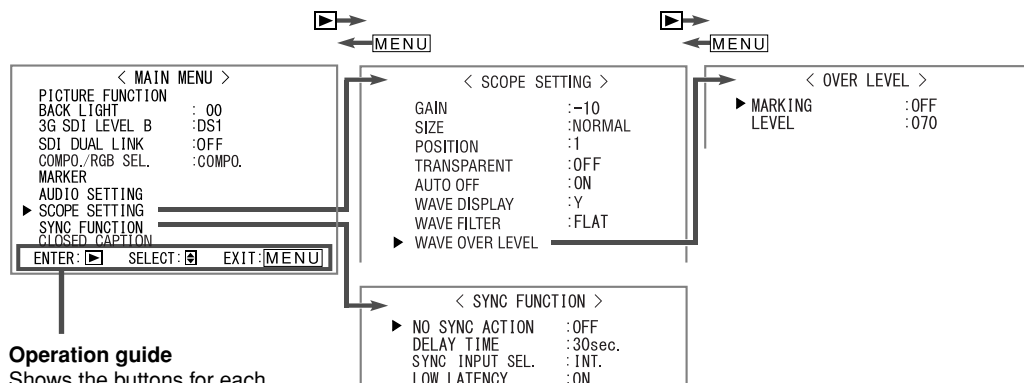 MENU
MENU
< MAIN MENU >
PICTURE FUNCTION
BACK LIGHT : 00
3G SDI LEVEL B :DS1
SDI DUAL LINK :OFF
COMPO./RGB SEL. :COMPO.
MARKER
AUDIO SETTING
▶ SCOPE SETTING
SYNC FUNCTION
CLOSED CAPTION
ENTER: ▶ SELECT: EXIT: MENU
< SCOPE SETTING >
GAIN :-10
SIZE :NORMAL
POSITION :1
TRANSPARENT :OFF
AUTO OFF :ON
WAVE DISPLAY :Y
WAVE FILTER :FLAT
▶ WAVE OVER LEVEL
< OVER LEVEL >
▶ MARKING :OFF
LEVEL :070
< SYNC FUNCTION >
▶ NO SYNC ACTION :OFF
DELAY TIME :30sec.
SYNC INPUT SEL. :INT.
LOW LATENCY :ON
Operation guide
Shows the buttons for each